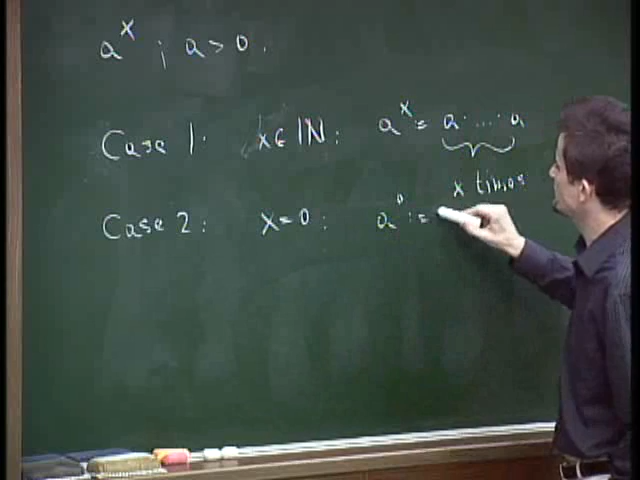 a^x ; a > 0.
Case 1: x ∈ ℕ: a^x = a · ... · a
x times
Case 2: x = 0: a^0 :=